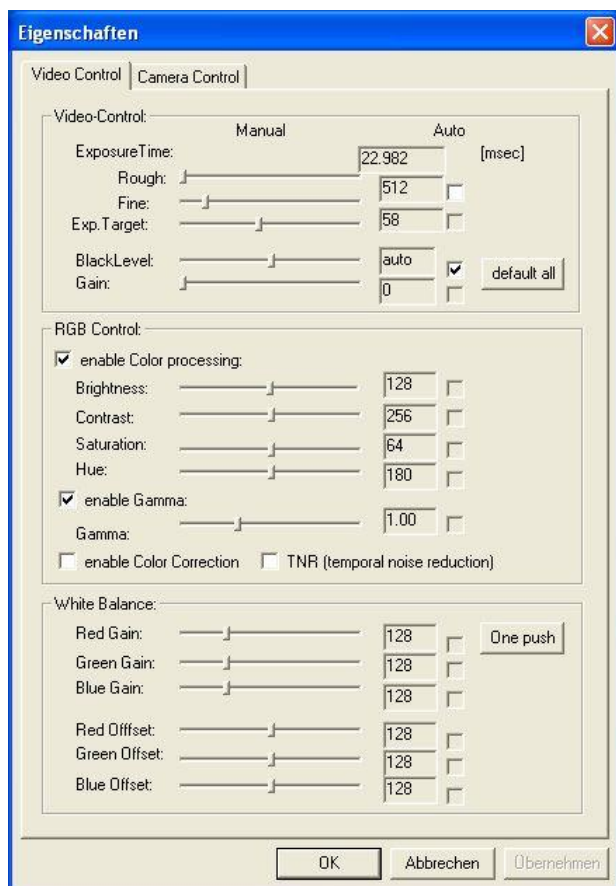 Eigenschaften
Video Control Camera Control
Video-Control:
Manual Auto
ExposureTime: 22.982 [msec]
Rough: 512
Fine:
Exp.Target: 58
BlackLevel: auto default all
Gain: 0
RGB Control:
enable Color processing:
Brightness: 128
Contrast: 256
Saturation: 64
Hue: 180
enable Gamma:
Gamma: 1.00
enable Color Correction TNR (temporal noise reduction)
White Balance:
Red Gain: 128 One push
Green Gain: 128
Blue Gain: 128
Red Offfset: 128
Green Offset: 128
Blue Offset: 128
OK Abbrechen Übernehmen